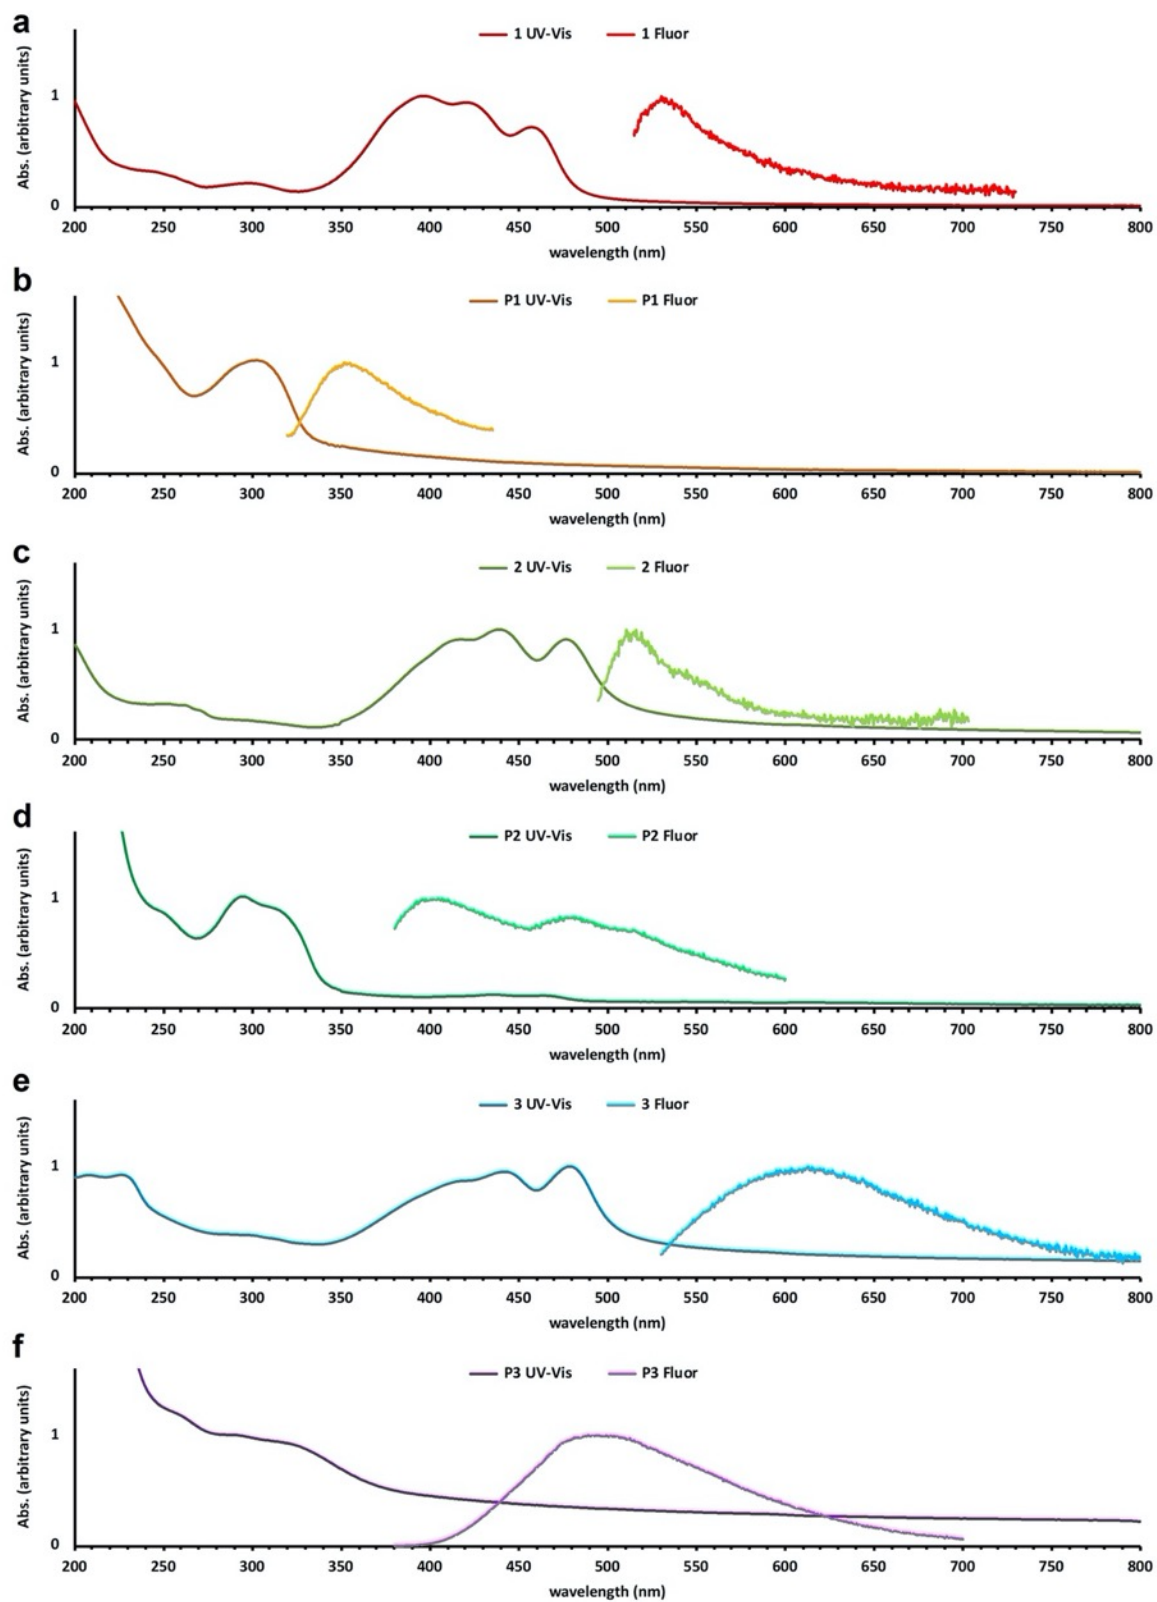 a
1 UV-Vis 1 Fluor
Abs. (arbitrary units)
1
0
200 250 300 350 400 450 500 550 600 650 700 750 800
wavelength (nm)
b
P1 UV-Vis P1 Fluor
Abs. (arbitrary units)
1
0
200 250 300 350 400 450 500 550 600 650 700 750 800
wavelength (nm)
c
2 UV-Vis 2 Fluor
Abs. (arbitrary units)
1
0
200 250 300 350 400 450 500 550 600 650 700 750 800
wavelength (nm)
d
P2 UV-Vis P2 Fluor
Abs. (arbitrary units)
1
0
200 250 300 350 400 450 500 550 600 650 700 750 800
wavelength (nm)
e
3 UV-Vis 3 Fluor
Abs. (arbitrary units)
1
0
200 250 300 350 400 450 500 550 600 650 700 750 800
wavelength (nm)
f
P3 UV-Vis P3 Fluor
Abs. (arbitrary units)
1
0
200 250 300 350 400 450 500 550 600 650 700 750 800
wavelength (nm)